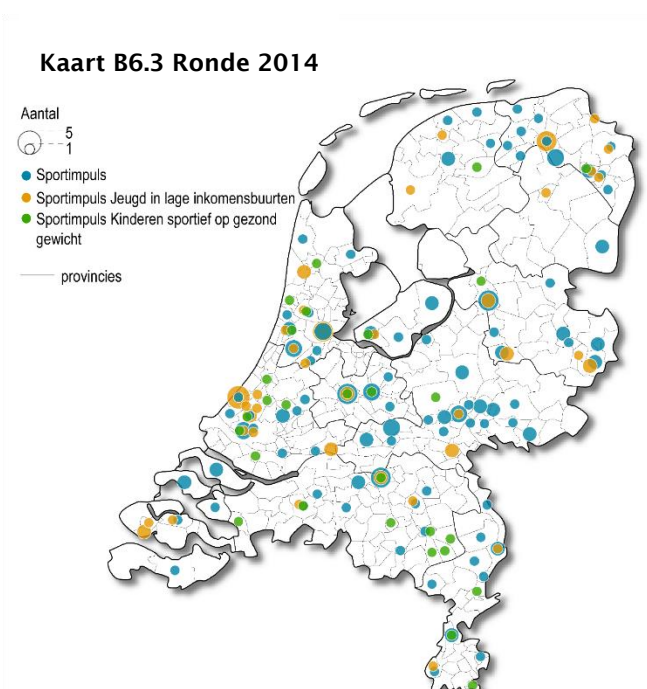 Kaart B6.3 Ronde 2014
Aantal
5
1
Sportimpuls
Sportimpuls Jeugd in lage inkomensbuurten
Sportimpuls Kinderen sportief op gezond
gewicht
provincies